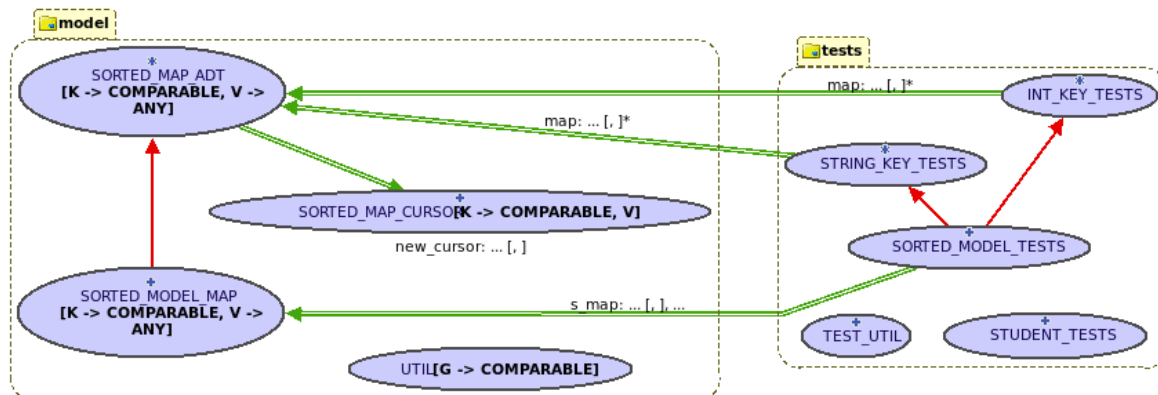 model
*
SORTED_MAP_ADT
[K -> COMPARABLE, V ->
ANY]
map: ... [, ]*
map: ... [, ]*
+
SORTED_MAP_CURSOR[K -> COMPARABLE, V]
new_cursor: ... [, ]
+
SORTED_MODEL_MAP
[K -> COMPARABLE, V ->
ANY]
s_map: ... [, ], ...
UTIL[G -> COMPARABLE]
tests
*
INT_KEY_TESTS
*
STRING_KEY_TESTS
+
SORTED_MODEL_TESTS
+
TEST_UTIL
+
STUDENT_TESTS